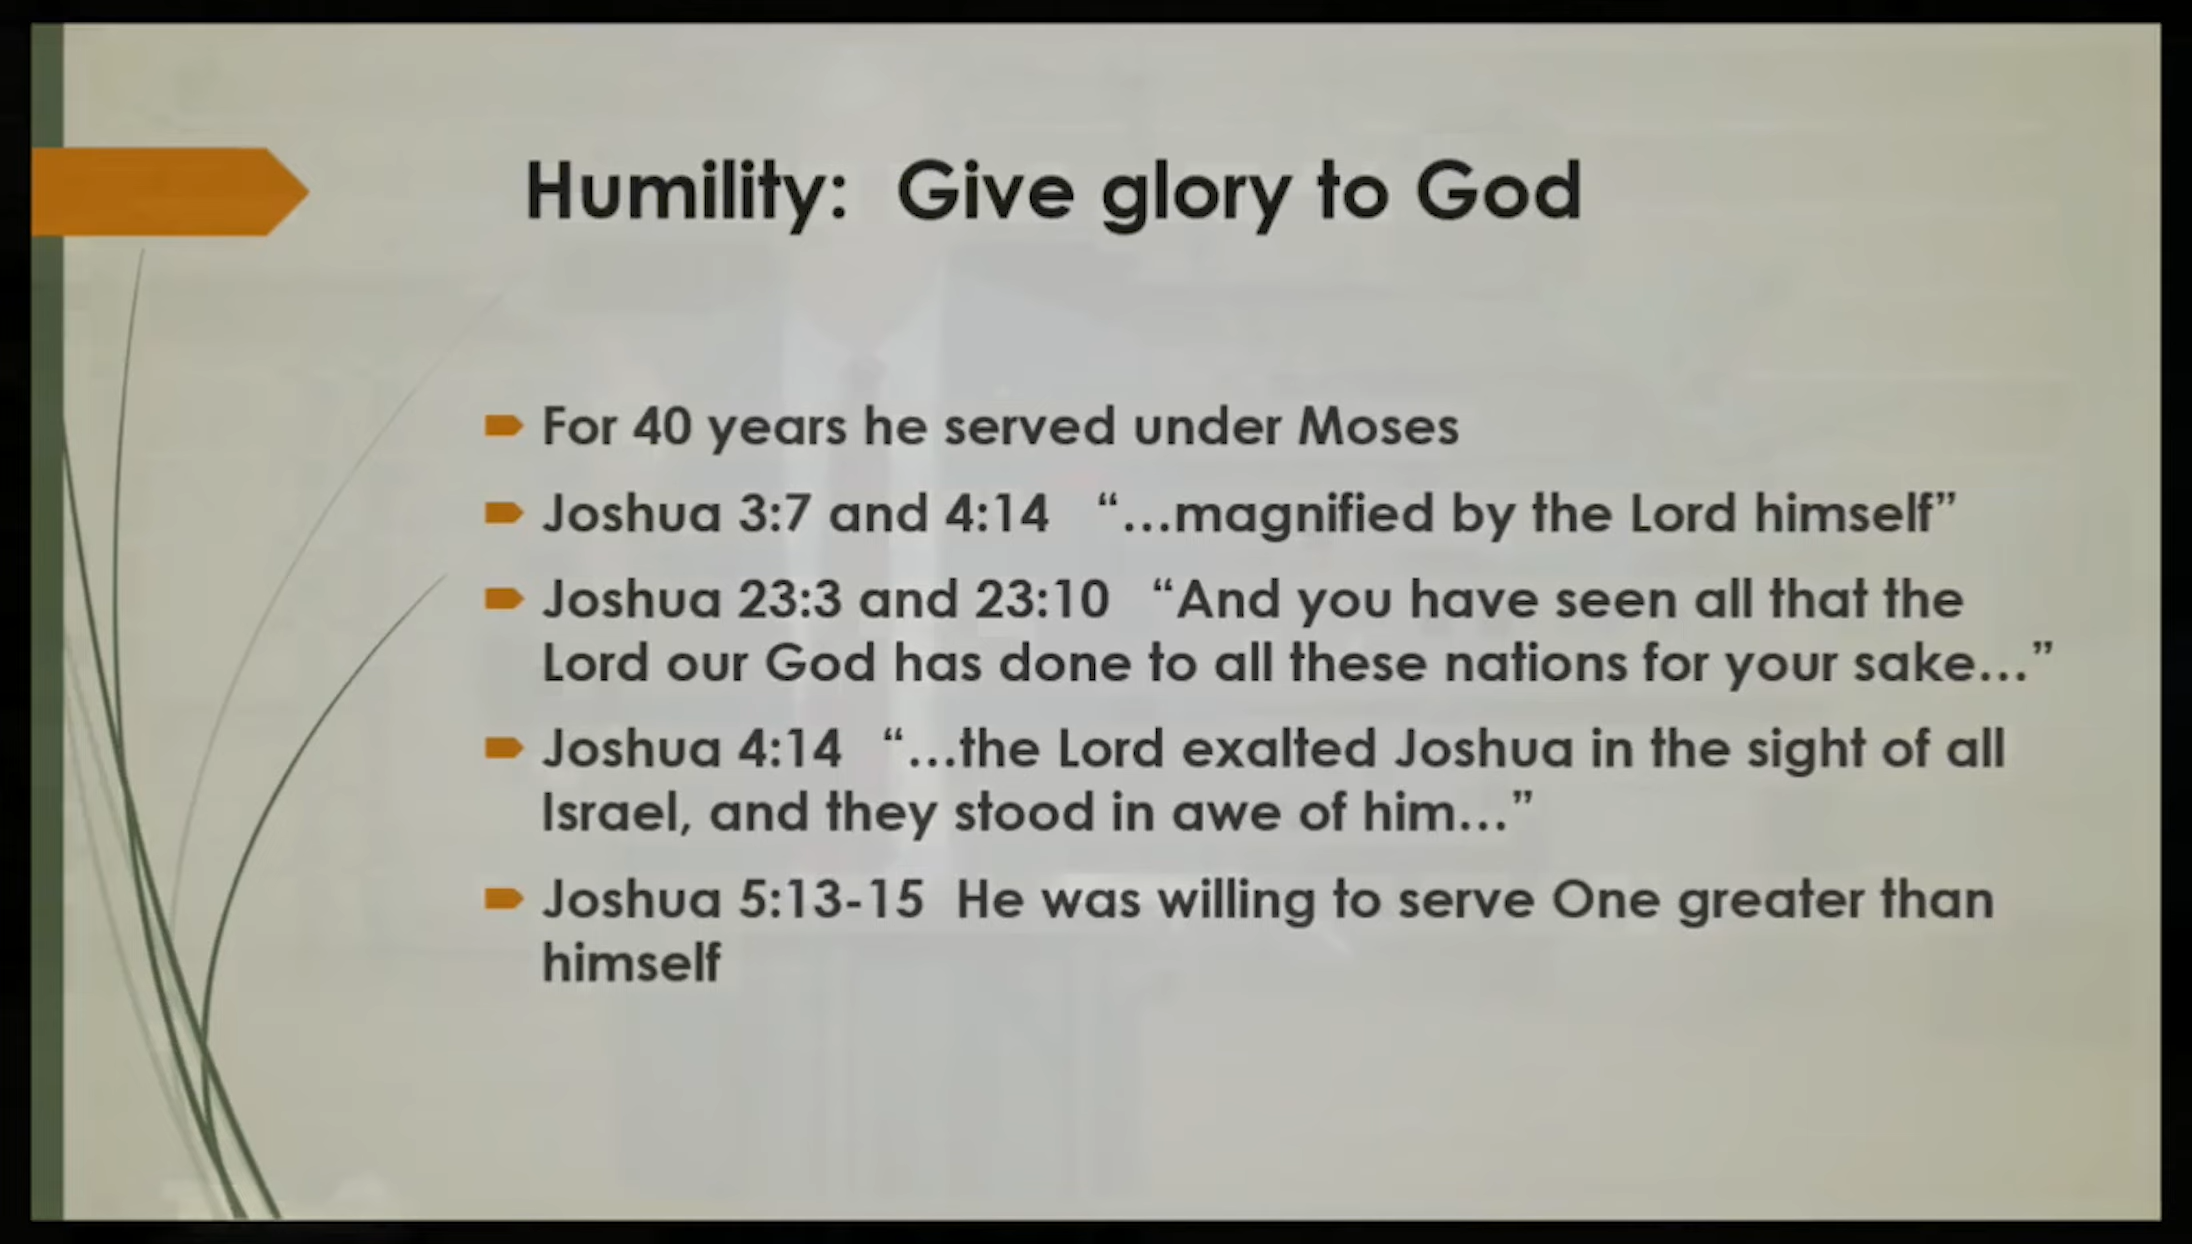 Humility:  Give glory to God
For 40 years he served under Moses
Joshua 3:7 and 4:14   “...magnified by the Lord himself”
Joshua 23:3 and 23:10   “And you have seen all that the
Lord our God has done to all these nations for your sake...”
Joshua 4:14   “...the Lord exalted Joshua in the sight of all
Israel, and they stood in awe of him...”
Joshua 5:13-15  He was willing to serve One greater than
himself